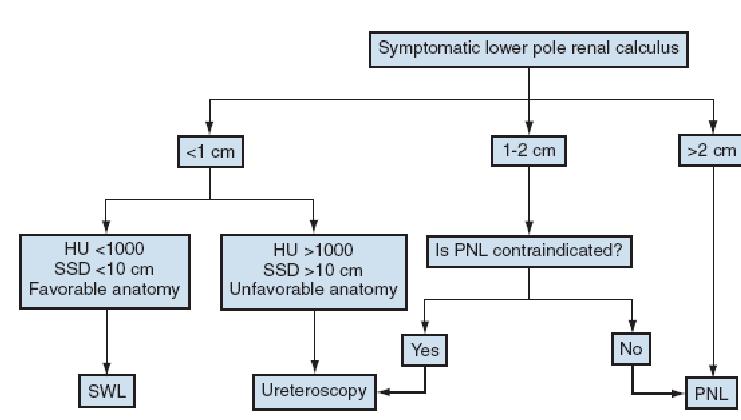 Symptomatic lower pole renal calculus
<1 cm
1-2 cm
>2 cm
HU <1000
SSD <10 cm
Favorable anatomy
HU >1000
SSD >10 cm
Unfavorable anatomy
Is PNL contraindicated?
Yes
No
SWL
Ureteroscopy
PNL